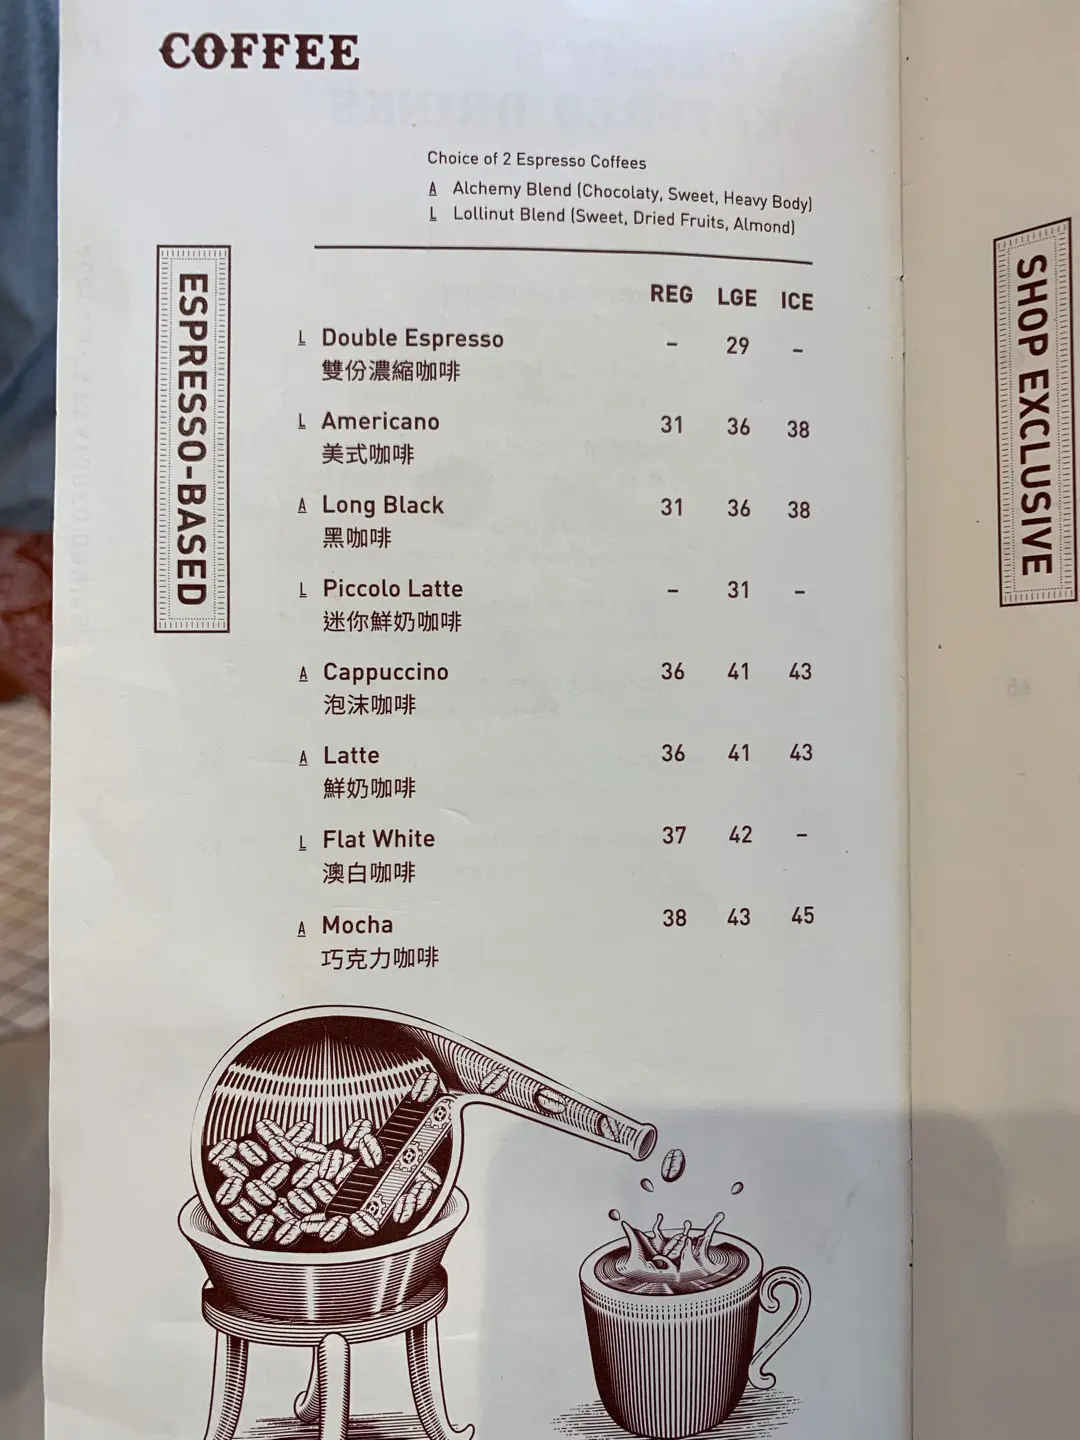 COFFEE
Choice of 2 Espresso Coffees
A Alchemy Blend (Chocolaty, Sweet, Heavy Body)
L Lollinut Blend (Sweet, Dried Fruits, Almond)
ESPRESSO-BASED
REG LGE ICE
L Double Espresso – 29 –
雙份濃縮咖啡
L Americano 31 36 38
美式咖啡
A Long Black 31 36 38
黑咖啡
L Piccolo Latte – 31 –
迷你鮮奶咖啡
A Cappuccino 36 41 43
泡沫咖啡
A Latte 36 41 43
鮮奶咖啡
L Flat White 37 42 –
澳白咖啡
A Mocha 38 43 45
巧克力咖啡
SHOP EXCLUSIVE